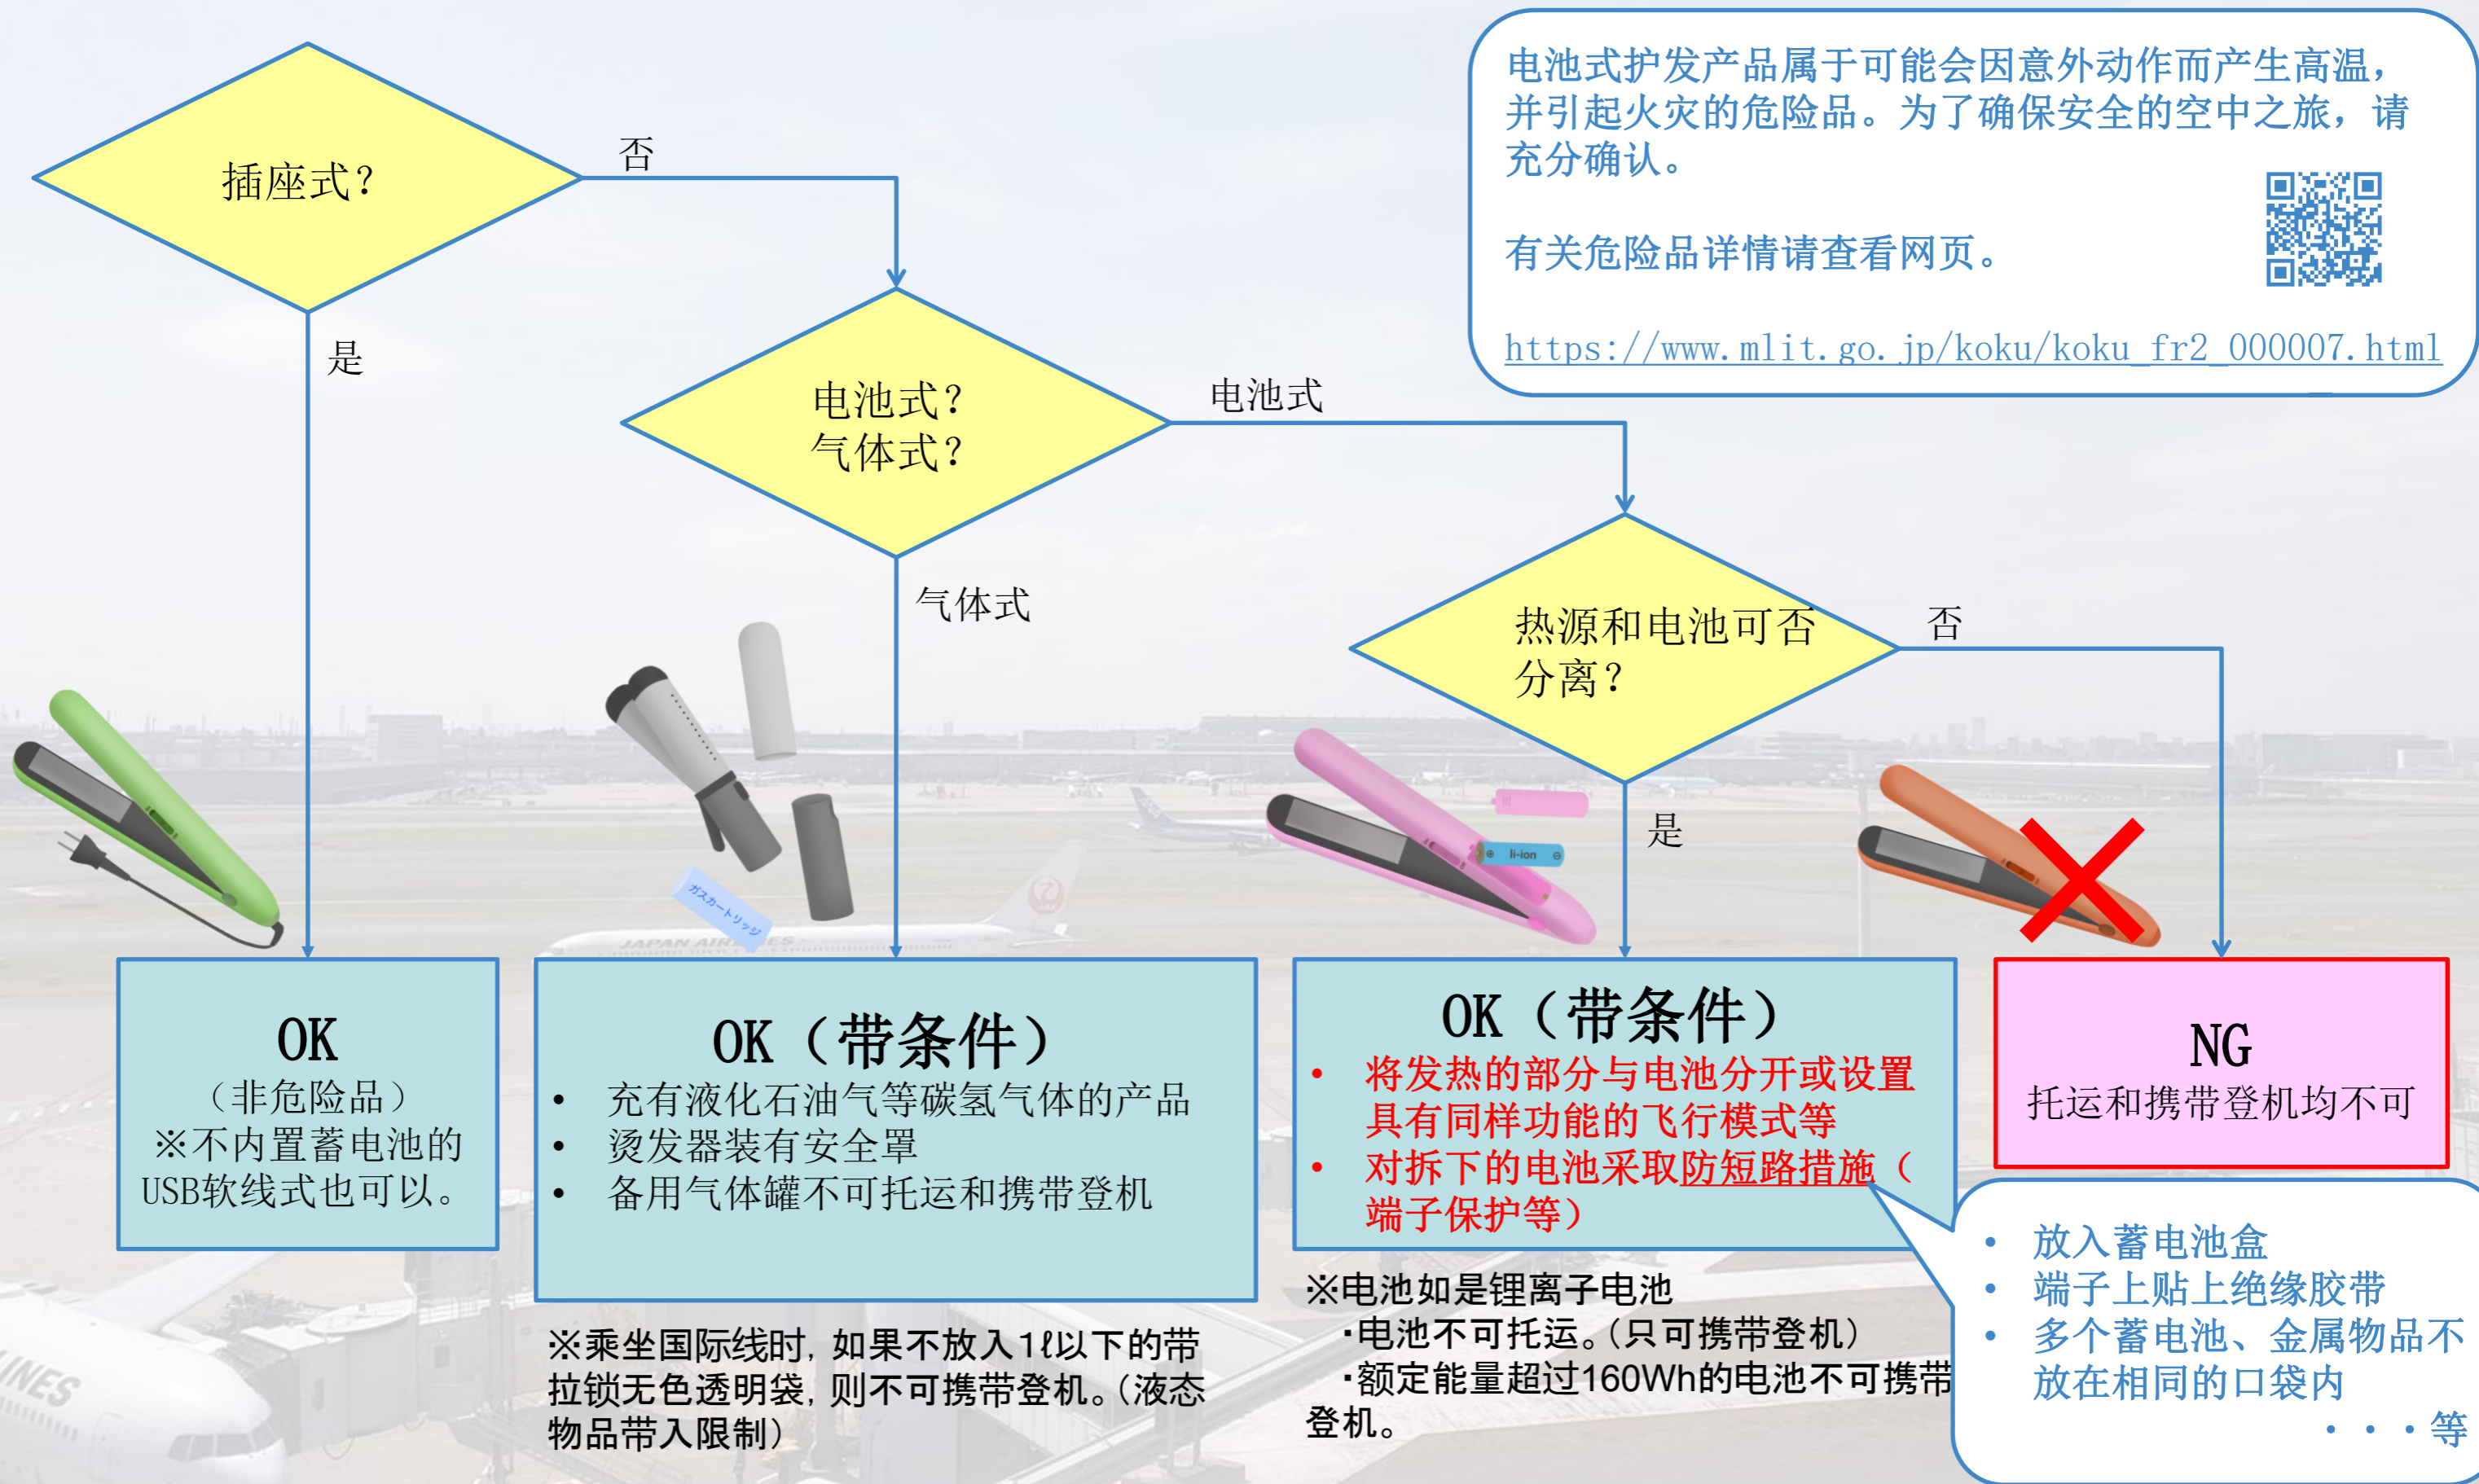 电池式护发产品属于可能会因意外动作而产生高温，
并引起火灾的危险品。为了确保安全的空中之旅，请
充分确认。
有关危险品详情请查看网页。
https://www.mlit.go.jp/koku/koku_fr2_000007.html
插座式？
否
是
电池式？
气体式？
电池式
气体式
热源和电池可否
分离？
否
是
ガスカートリッジ
li-ion
JAPAN AIRLINES
OK
（非危险品）
※不内置蓄电池的
USB软线式也可以。
OK（带条件）
• 充有液化石油气等碳氢气体的产品
• 烫发器装有安全罩
• 备用气体罐不可托运和携带登机
※乘坐国际线时，如果不放入1ℓ以下的带
拉锁无色透明袋，则不可携带登机。（液态
物品带入限制）
OK（带条件）
• 将发热的部分与电池分开或设置
具有同样功能的飞行模式等
• 对拆下的电池采取防短路措施（
端子保护等）
※电池如是锂离子电池
・电池不可托运。（只可携带登机）
・额定能量超过160Wh的电池不可携带
登机。
NG
托运和携带登机均不可
• 放入蓄电池盒
• 端子上贴上绝缘胶带
• 多个蓄电池、金属物品不
放在相同的口袋内
・・・等
INES